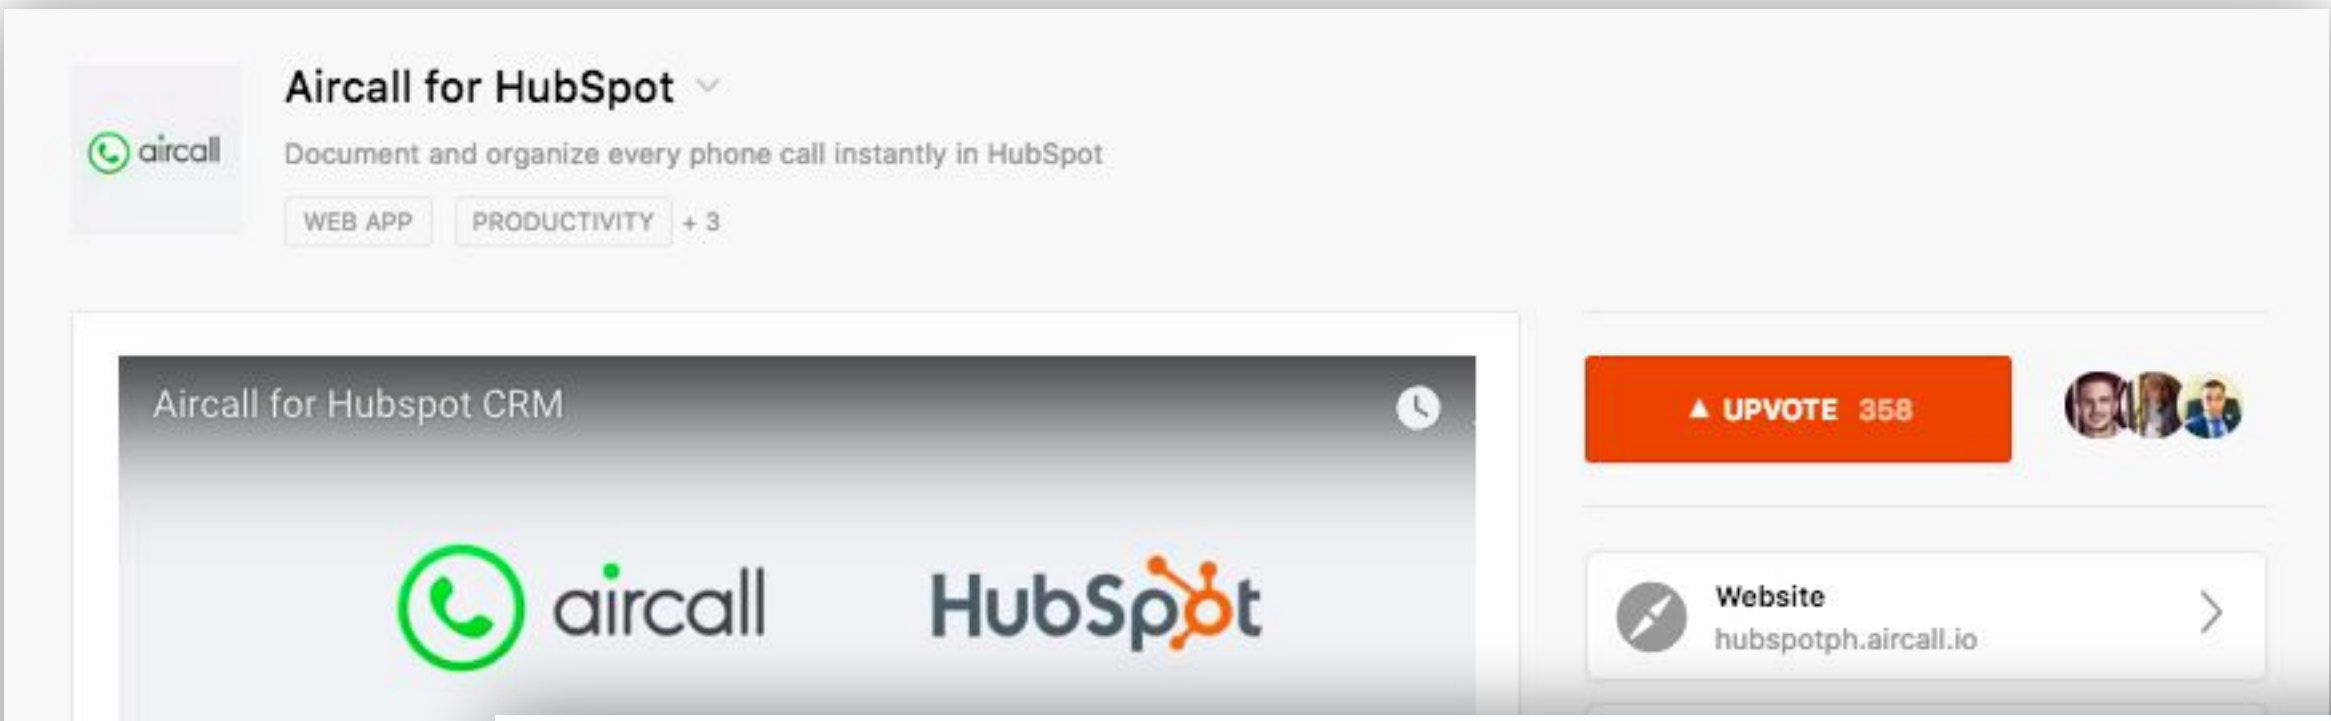 Aircall for HubSpot
aircall
Document and organize every phone call instantly in HubSpot
WEB APP PRODUCTIVITY + 3
Aircall for Hubspot CRM
UPVOTE 358
aircall HubSpot
Website
hubspotph.aircall.io